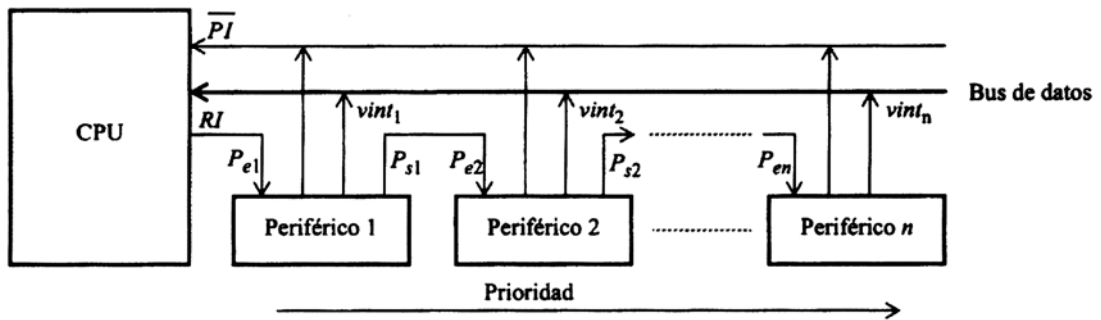 PI
Bus de datos
CPU
RI
vint1
vint2
vintn
Pe1
Ps1
Pe2
Ps2
Pen
Periférico 1
Periférico 2
Periférico n
Prioridad